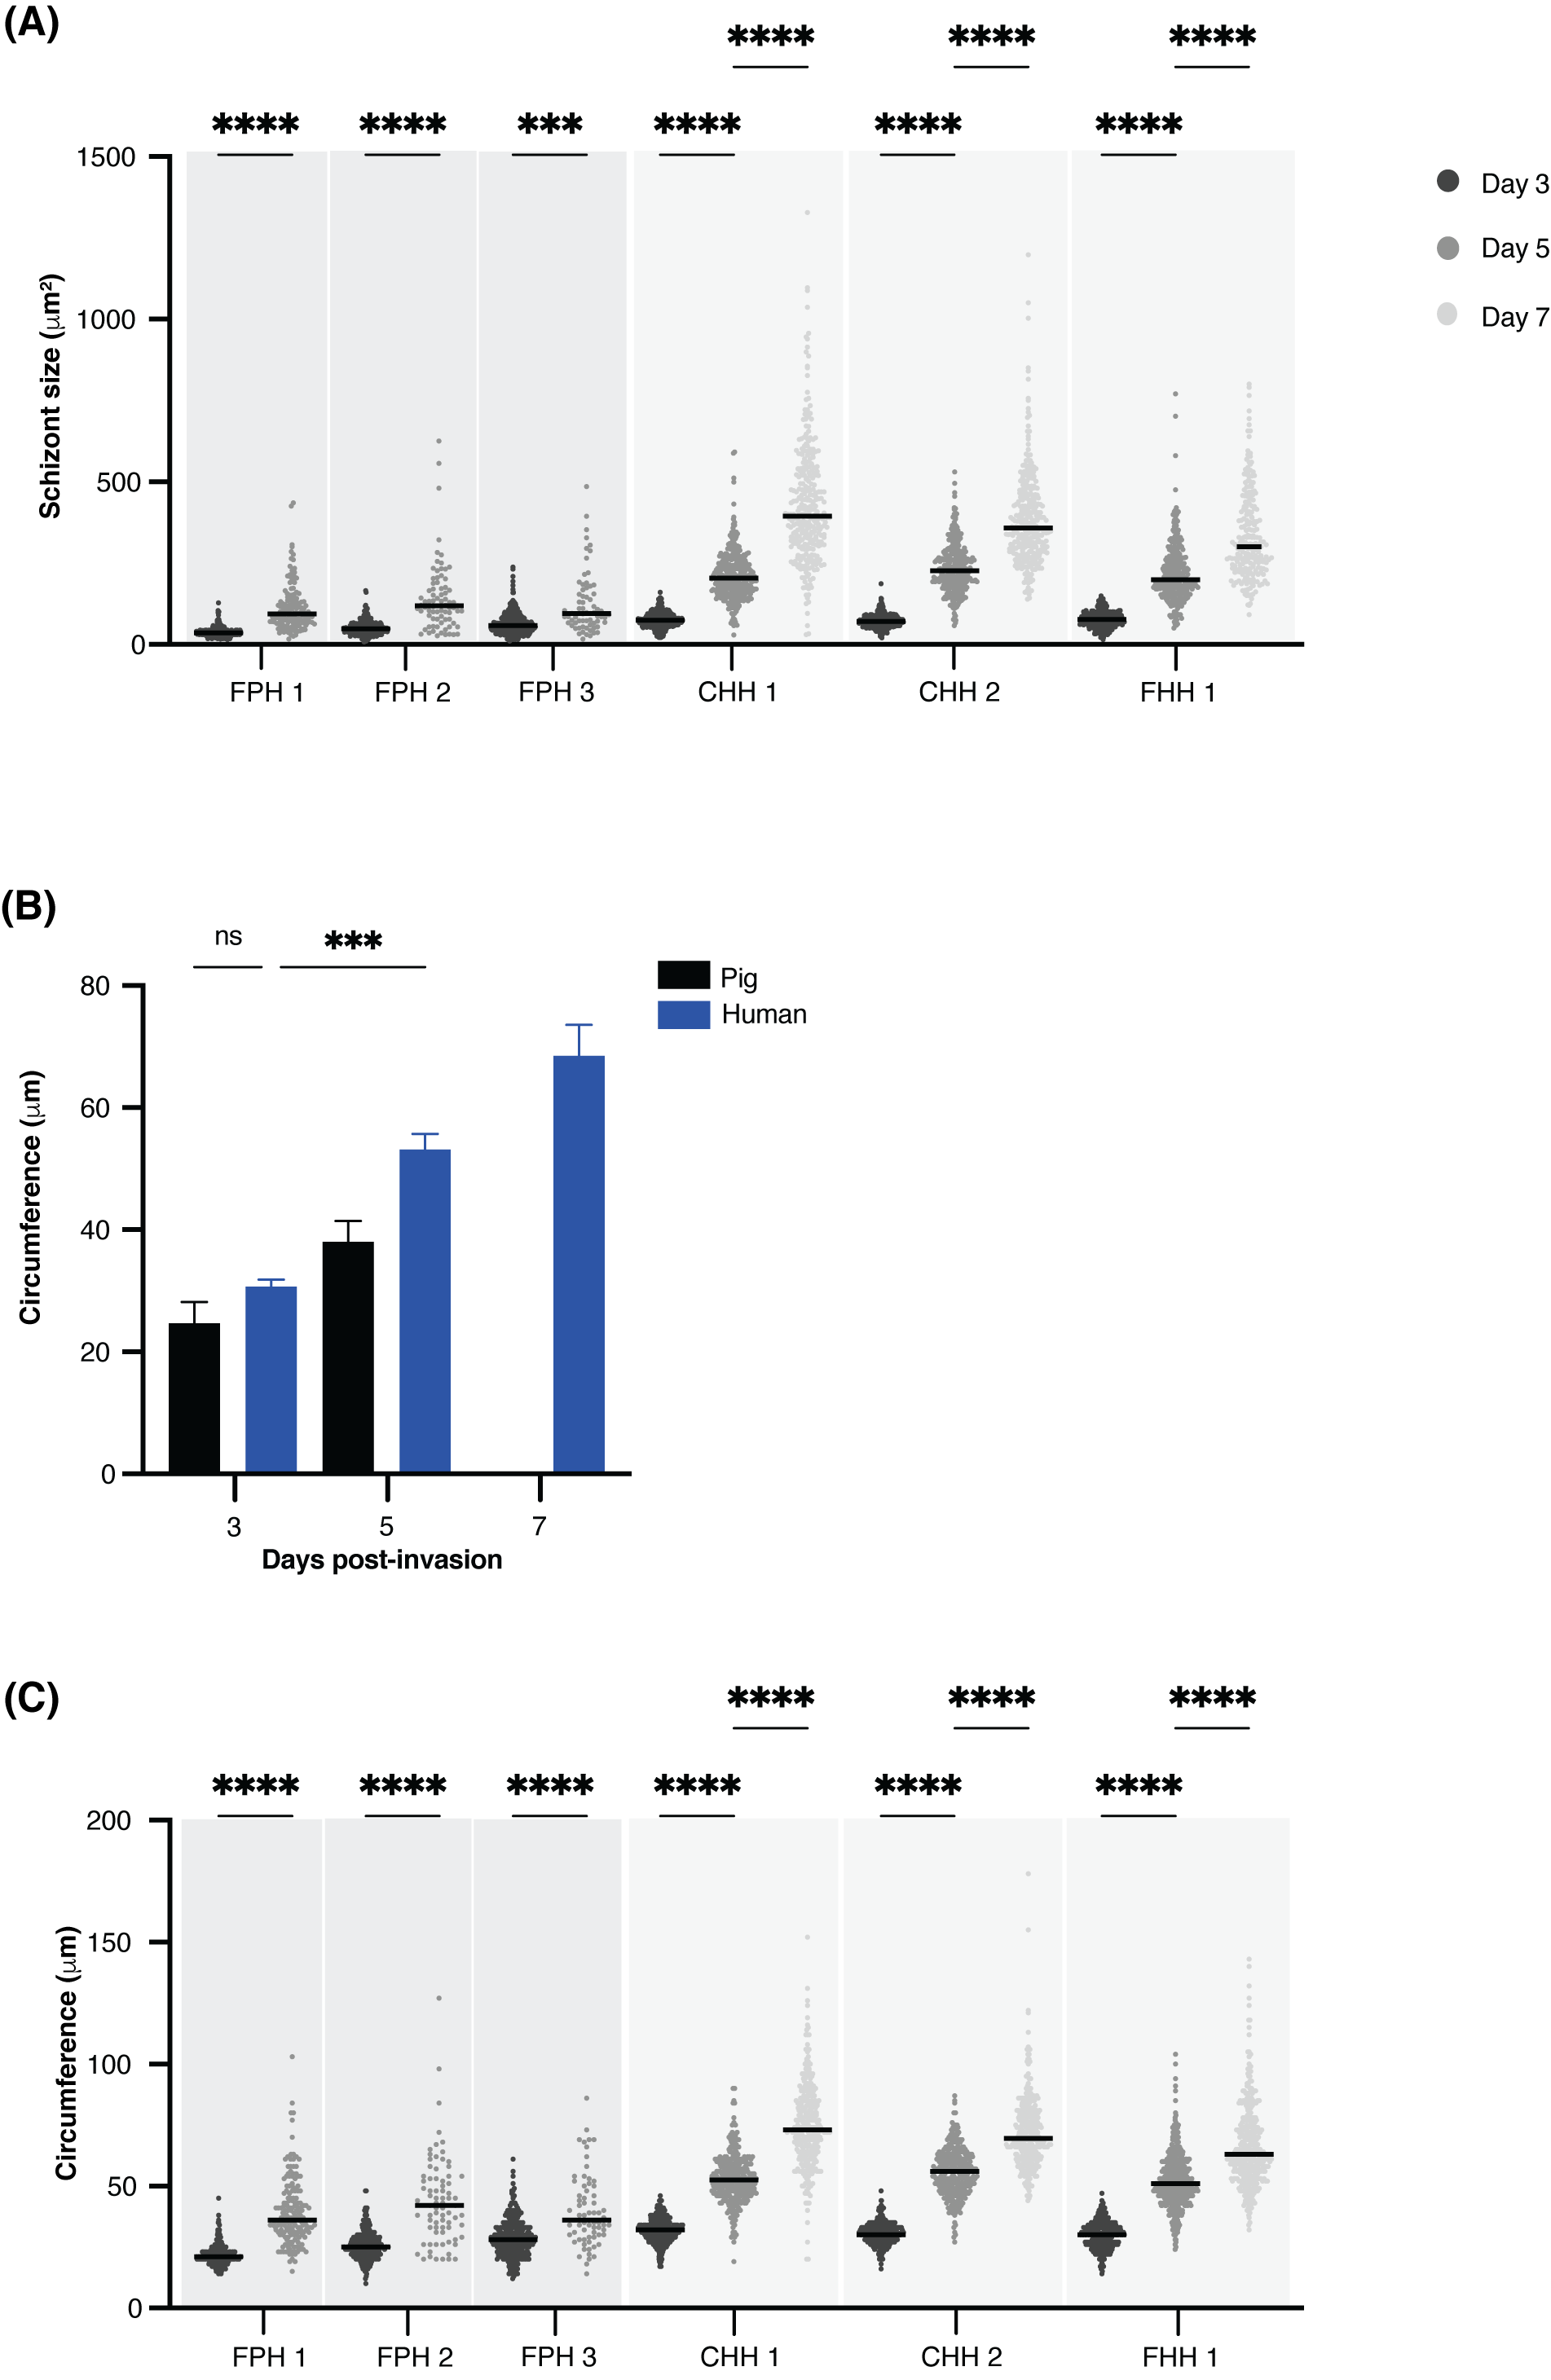 (A)
**** **** ****
**** **** *** **** **** ****
1500
1000
500
0
Schizont size (μm²)
FPH 1 FPH 2 FPH 3 CHH 1 CHH 2 FHH 1
Day 3
Day 5
Day 7
(B)
ns ***
80
60
40
20
0
Circumference (μm)
3 5 7
Days post-invasion
Pig
Human
(C)
**** **** ****
**** **** **** **** **** ****
200
150
100
50
0
Circumference (μm)
FPH 1 FPH 2 FPH 3 CHH 1 CHH 2 FHH 1